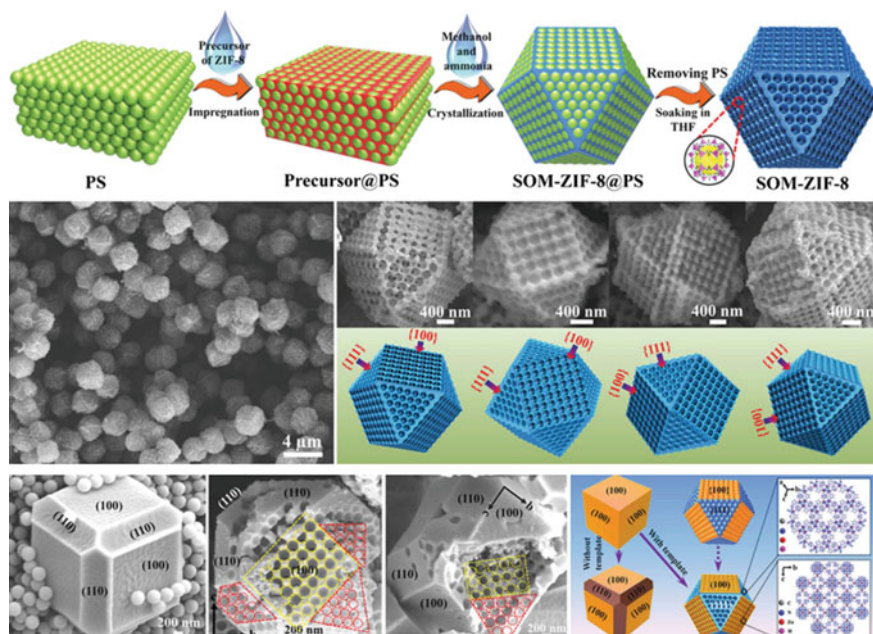 Precursor
of ZIF-8
Impregnation
Methanol
and
ammonia
Crystallization
Removing PS
Soaking in
THF
PS
Precursor@PS
SOM-ZIF-8@PS
SOM-ZIF-8
4 µm
400 nm
400 nm
400 nm
400 nm
{111}
{100}
{111}
{100}
{100}
{111}
{001}
{111}
(100)
(110)
(110)
(110)
(100)
200 nm
(110)
(110)
(110)
(100)
200 nm
(110)
(100)
b
c
(110)
(100)
200 nm
(100)
(100)
(100)
Without
template
With template
(100)
(110)
(100)
(110)
(100)
(100)
(111)